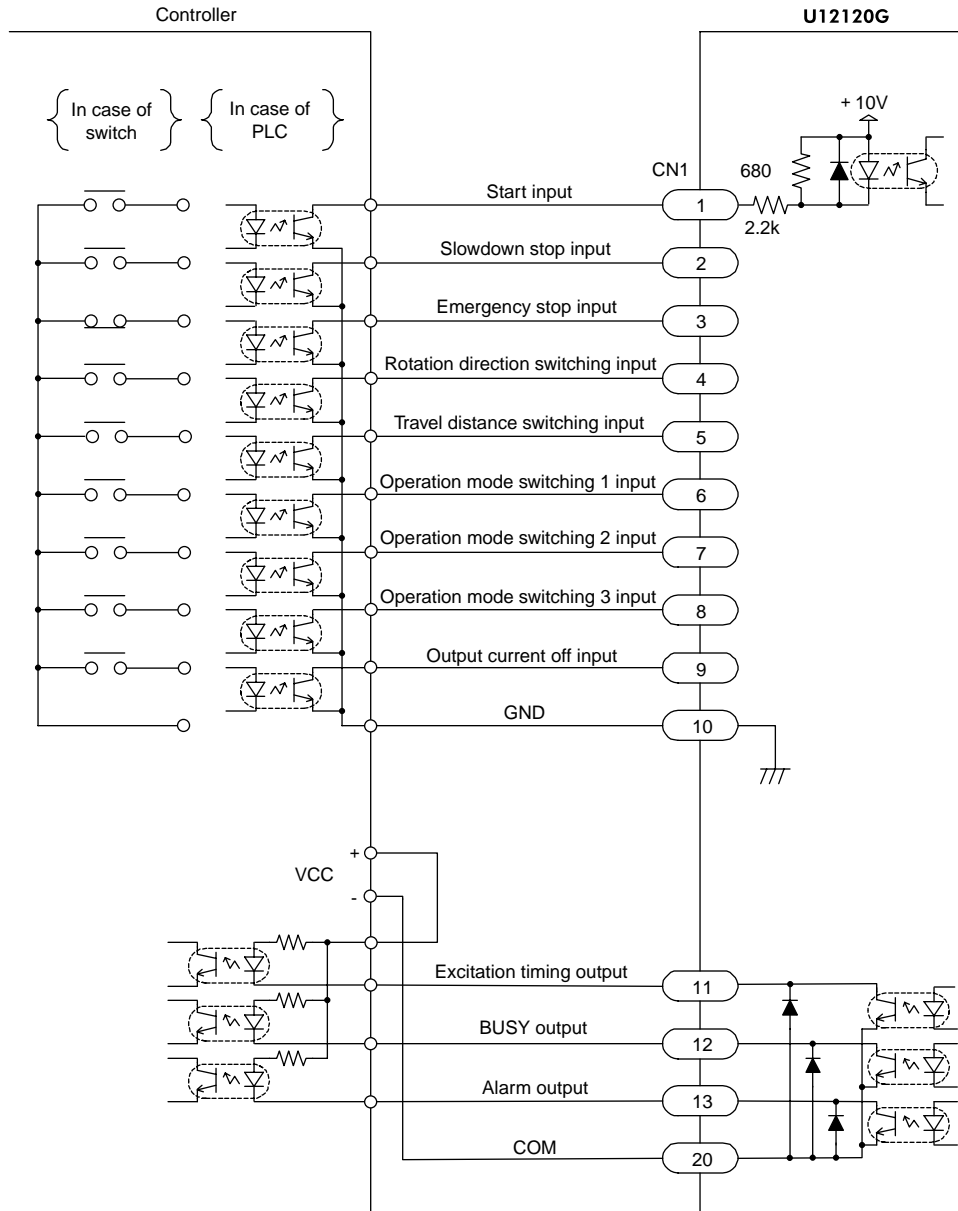 Controller
U12120G
In case of
switch
In case of
PLC
+ 10V
CN1
680
2.2k
Start input
1
Slowdown stop input
2
Emergency stop input
3
Rotation direction switching input
4
Travel distance switching input
5
Operation mode switching 1 input
6
Operation mode switching 2 input
7
Operation mode switching 3 input
8
Output current off input
9
GND
10
+
VCC
-
Excitation timing output
11
BUSY output
12
Alarm output
13
COM
20